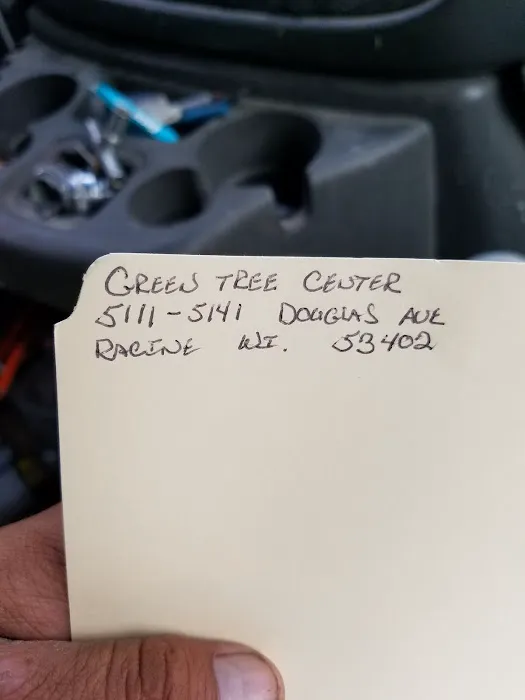 GREEN TREE CENTER
5111-5141 DOUGLAS AVE
RACINE WI. 53402